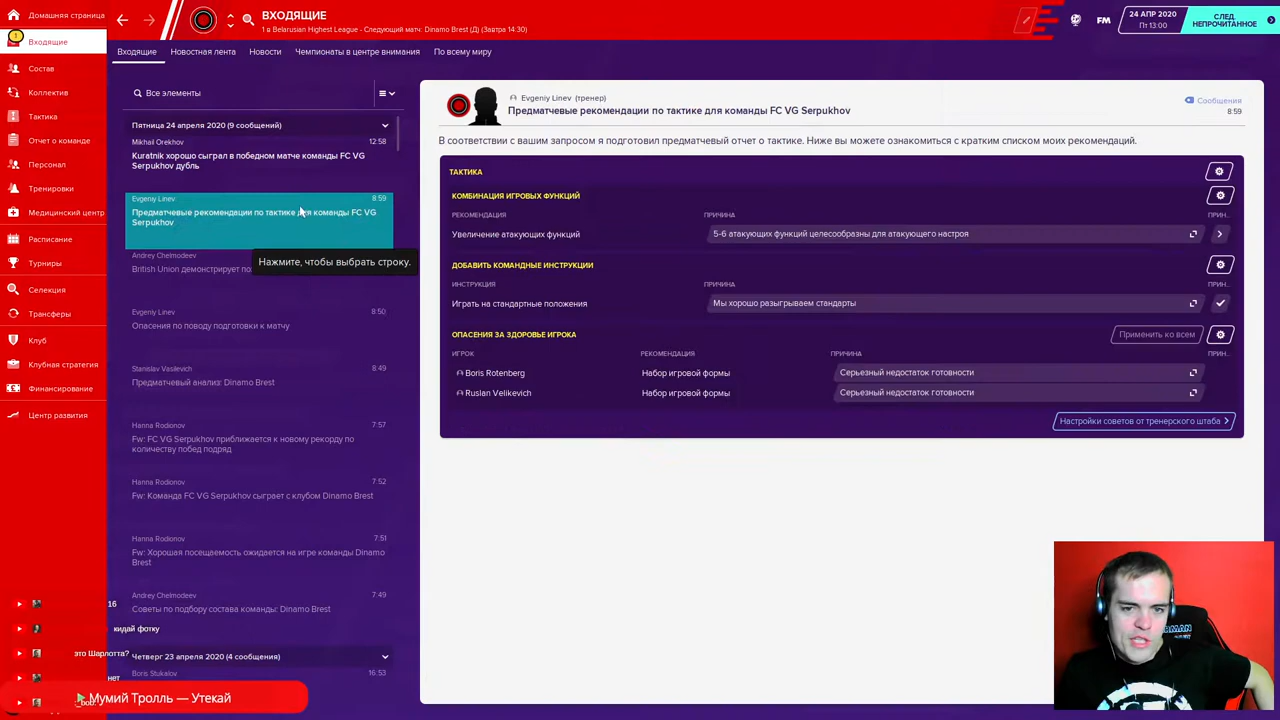 Домашняя страница
Входящие
Состав
Коллектив
Тактика
Отчет о команде
Персонал
Тренировки
Медицинский центр
Расписание
Турниры
Селекция
Трансферы
Клуб
Клубная стратегия
Финансирование
Центр развития
ВХОДЯЩИЕ
1 в Belarusian Highest League - Следующий матч: Dinamo Brest (Д) (Завтра 14:30)
FM
24 АПР 2020
Пт 13:00
СЛЕД.
НЕПРОЧИТАННОЕ
Входящие Новостная лента Новости Чемпионаты в центре внимания По всему миру
Все элементы
Пятница 24 апреля 2020 (9 сообщений)
Mikhail Orekhov 12:58
Kuratnik хорошо сыграл в победном матче команды FC VG
Serpukhov дубль
Evgeniy Linev 8:59
Предматчевые рекомендации по тактике для команды FC VG
Serpukhov
Нажмите, чтобы выбрать строку.
Andrey Chelmodeev
British Union демонстрирует
Evgeniy Linev 8:50
Опасения по поводу подготовки к матчу
Stanislav Vasilevich 8:49
Предматчевый анализ: Dinamo Brest
Hanna Rodionov 7:57
Fw: FC VG Serpukhov приближается к новому рекорду по
количеству побед подряд
Hanna Rodionov 7:52
Fw: Команда FC VG Serpukhov сыграет с клубом Dinamo Brest
Hanna Rodionov 7:51
Fw: Хорошая посещаемость ожидается на игре команды Dinamo
Brest
Andrey Chelmodeev 7:49
Советы по подбору состава команды: Dinamo Brest
Четверг 23 апреля 2020 (4 сообщения)
Boris Stukalov 16:53
Evgeniy Linev (тренер)
Предматчевые рекомендации по тактике для команды FC VG Serpukhov
Сообщения
8:59
В соответствии с вашим запросом я подготовил предматчевый отчет о тактике. Ниже вы можете ознакомиться с кратким списком моих рекомендаций.
ТАКТИКА
КОМБИНАЦИЯ ИГРОВЫХ ФУНКЦИЙ
РЕКОМЕНДАЦИЯ ПРИЧИНА ПРИН...
Увеличение атакующих функций 5-6 атакующих функций целесообразны для атакующего настроя
ДОБАВИТЬ КОМАНДНЫЕ ИНСТРУКЦИИ
ИНСТРУКЦИЯ ПРИЧИНА ПРИН...
Играть на стандартные положения Мы хорошо разыгрываем стандарты
ОПАСЕНИЯ ЗА ЗДОРОВЬЕ ИГРОКА Применить ко всем
ИГРОК РЕКОМЕНДАЦИЯ ПРИЧИНА ПРИН...
Boris Rotenberg Набор игровой формы Серьезный недостаток готовности
Ruslan Velikevich Набор игровой формы Серьезный недостаток готовности
Настройки советов от тренерского штаба
16
кидай фотку
это Шарлотта?
нет
Мумий Тролль — Утекай